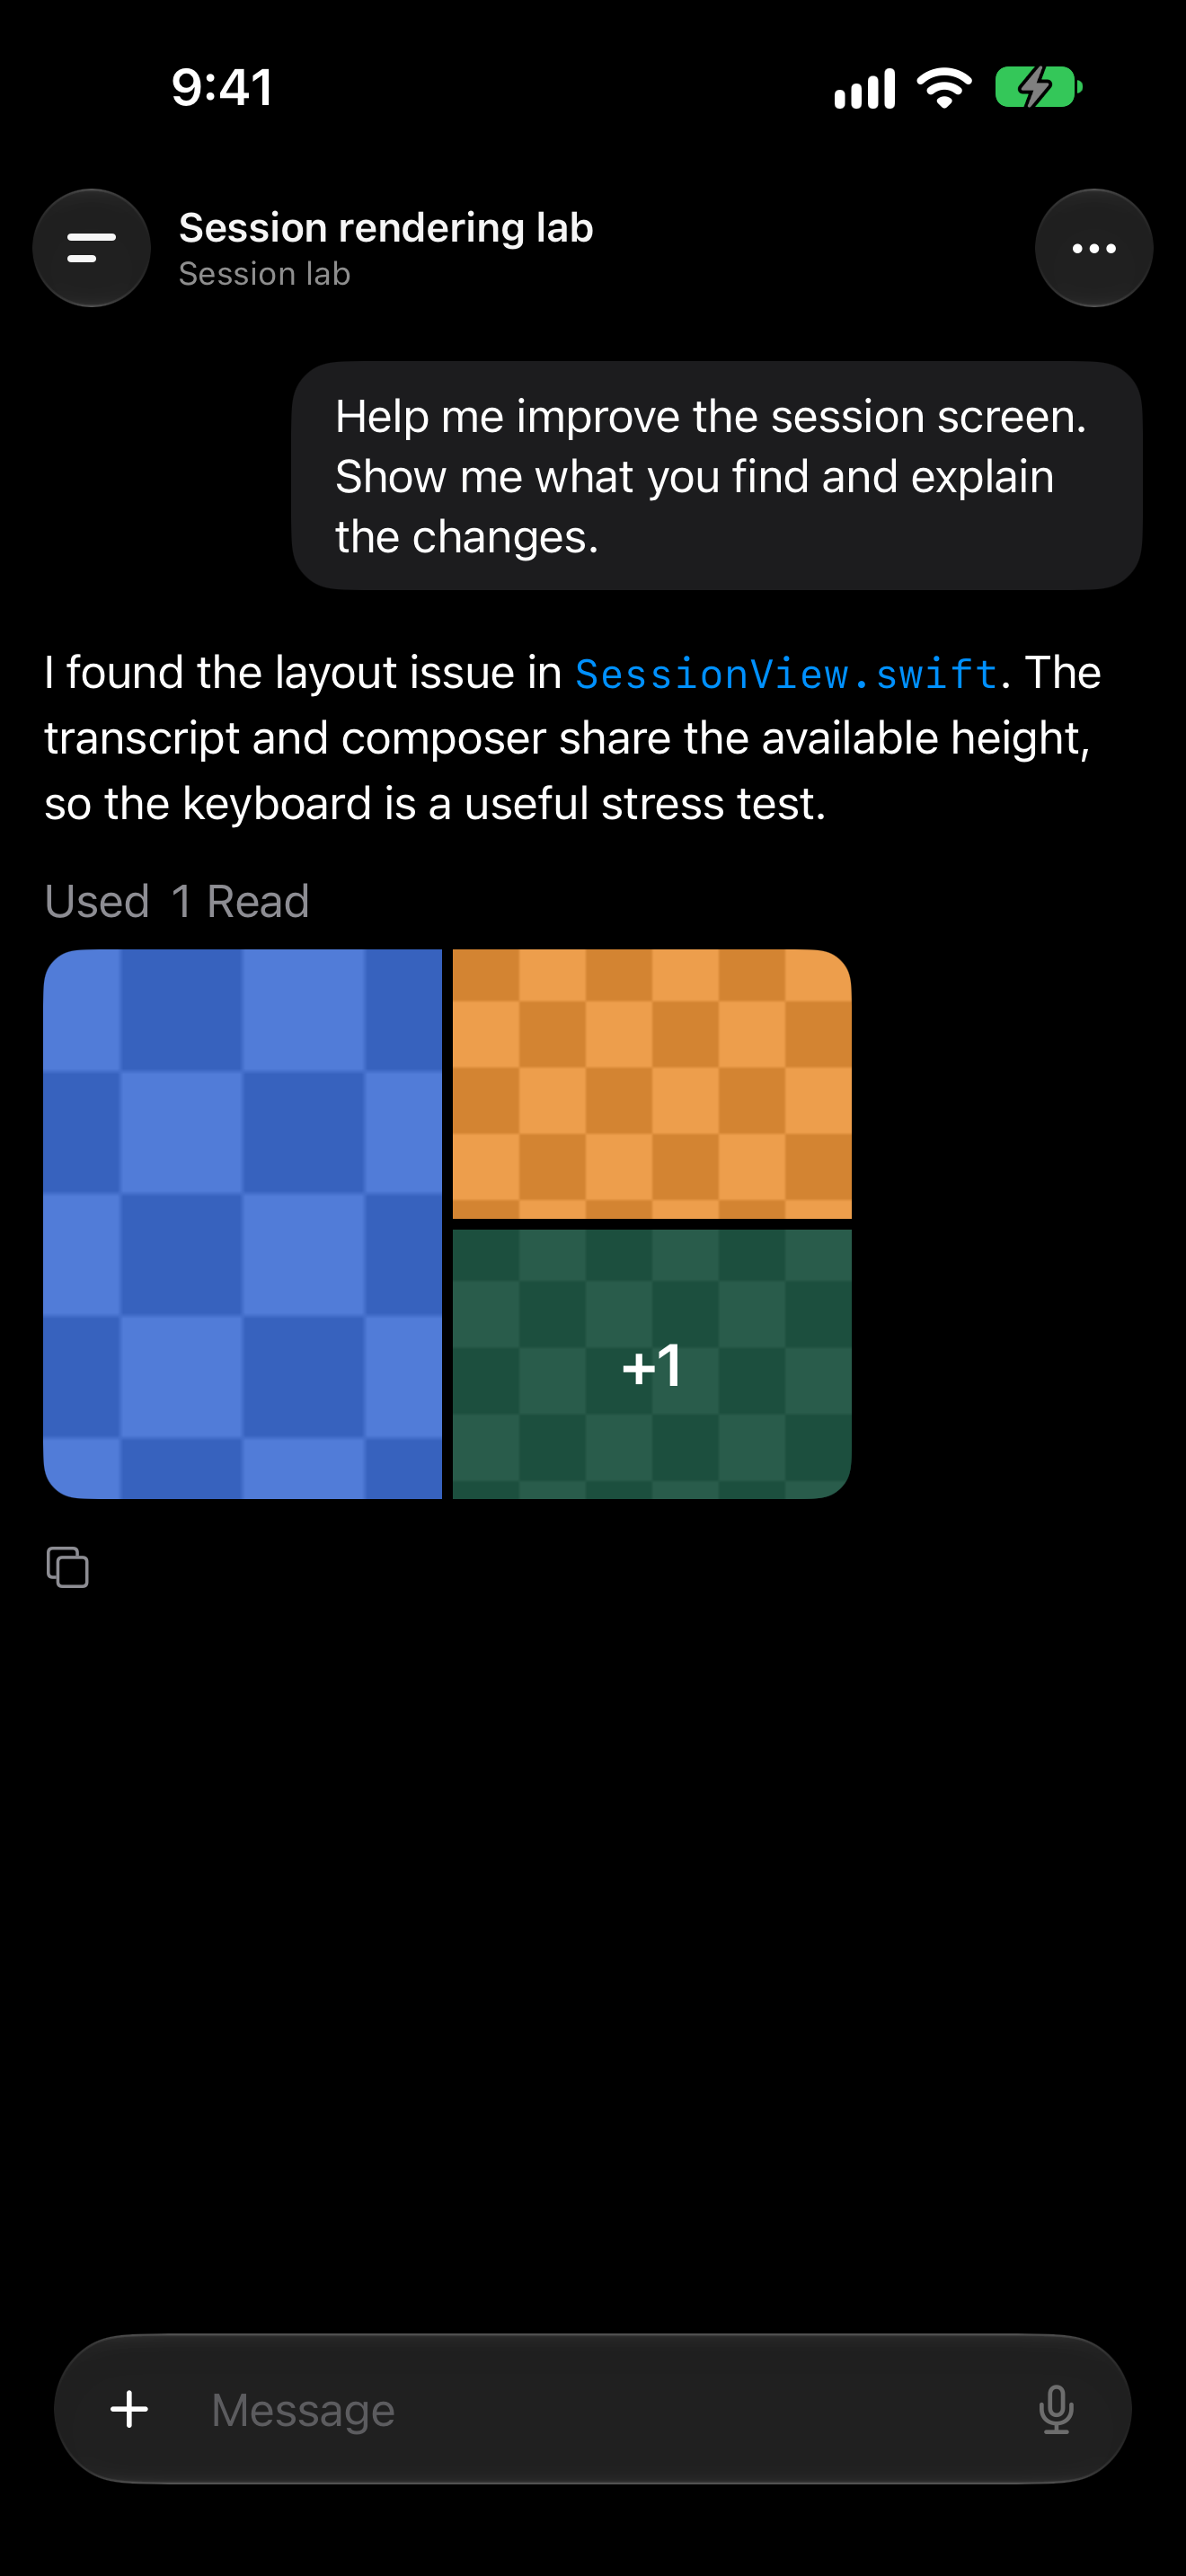 9:41
Session rendering lab
Session lab
Help me improve the session screen.
Show me what you find and explain
the changes.
I found the layout issue in SessionView.swift. The
transcript and composer share the available height,
so the keyboard is a useful stress test.
Used 1 Read
+1
Message